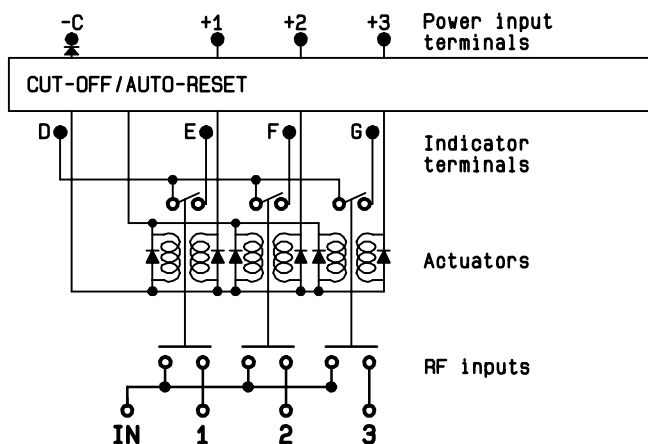 -C +1 +2 +3 Power input terminals
CUT-OFF/AUTO-RESET
D E F G Indicator terminals
Actuators
RF inputs
IN 1 2 3